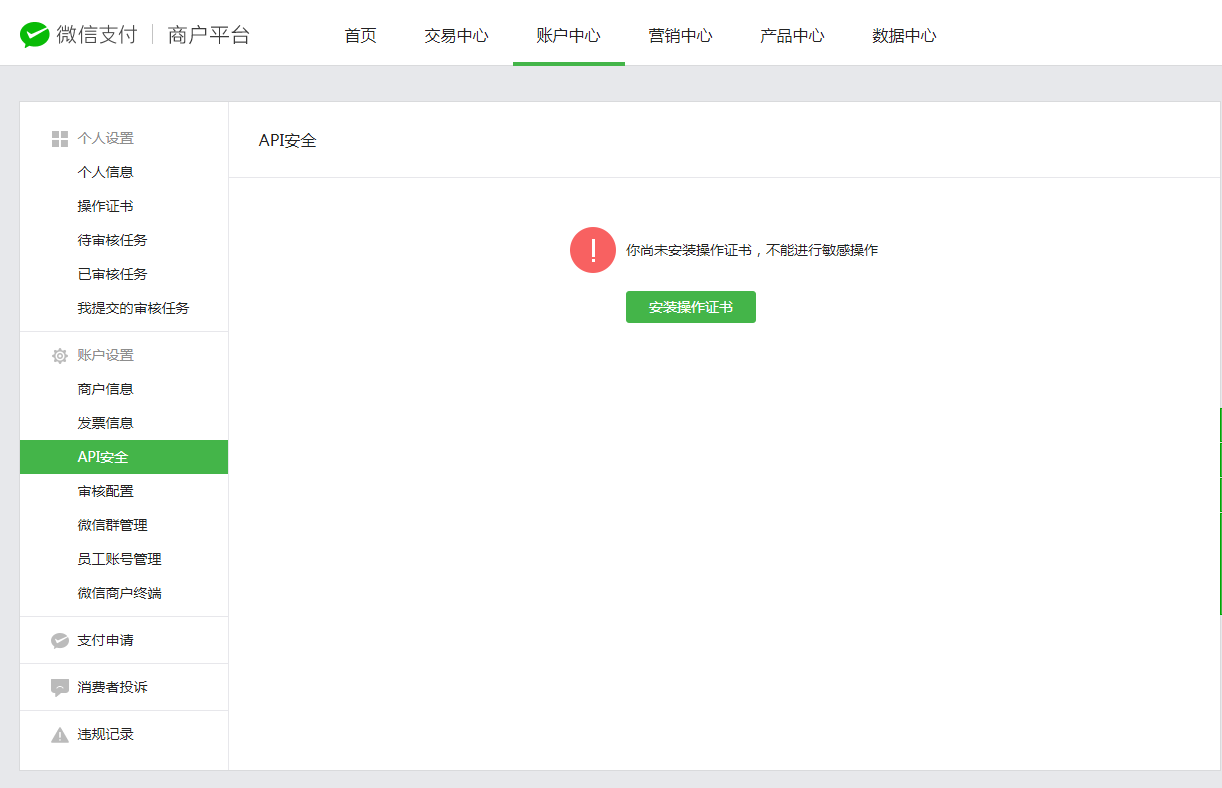 微信支付 商户平台 首页 交易中心 账户中心 营销中心 产品中心 数据中心
个人设置
个人信息
操作证书
待审核任务
已审核任务
我提交的审核任务
账户设置
商户信息
发票信息
API安全
审核配置
微信群管理
员工账号管理
微信商户终端
支付申请
消费者投诉
违规记录
API安全
你尚未安装操作证书，不能进行敏感操作
安装操作证书